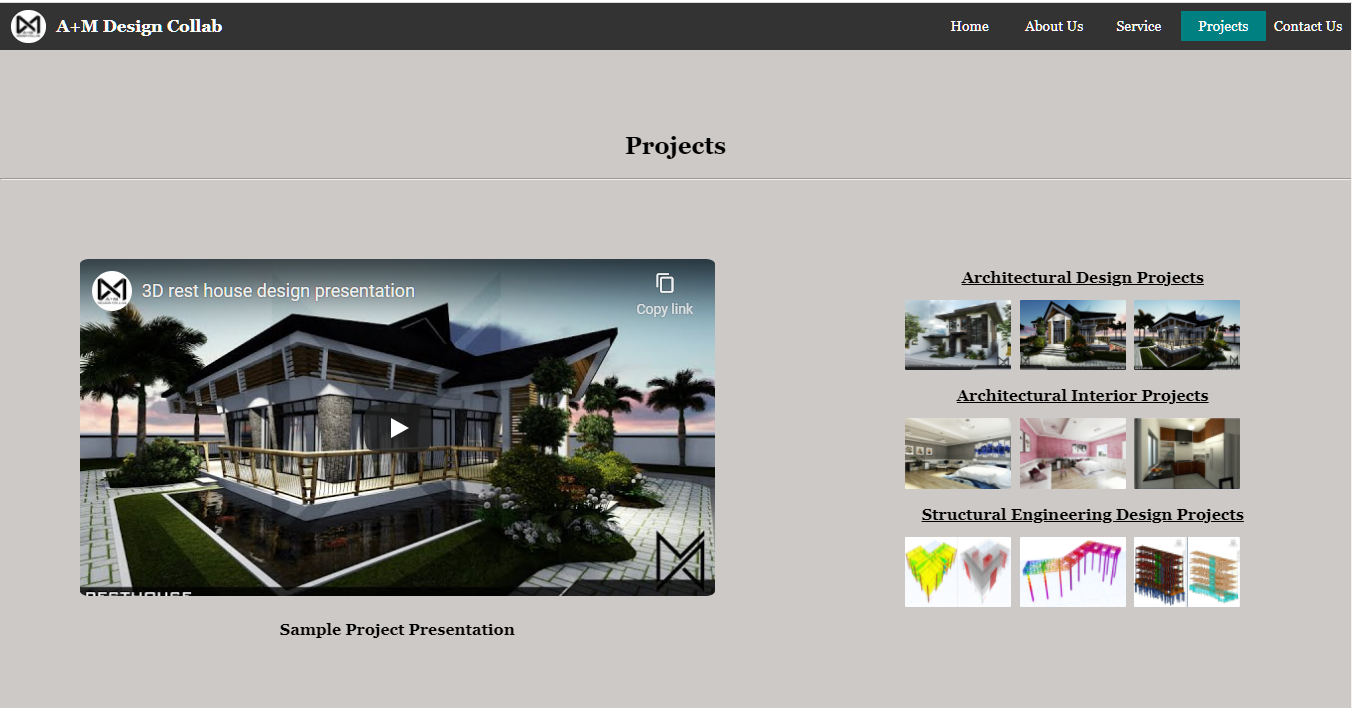 A+M Design Collab
Home
About Us
Service
Projects
Contact Us
Projects
3D rest house design presentation
Copy link
RESTHOUSE
Sample Project Presentation
Architectural Design Projects
Architectural Interior Projects
Structural Engineering Design Projects